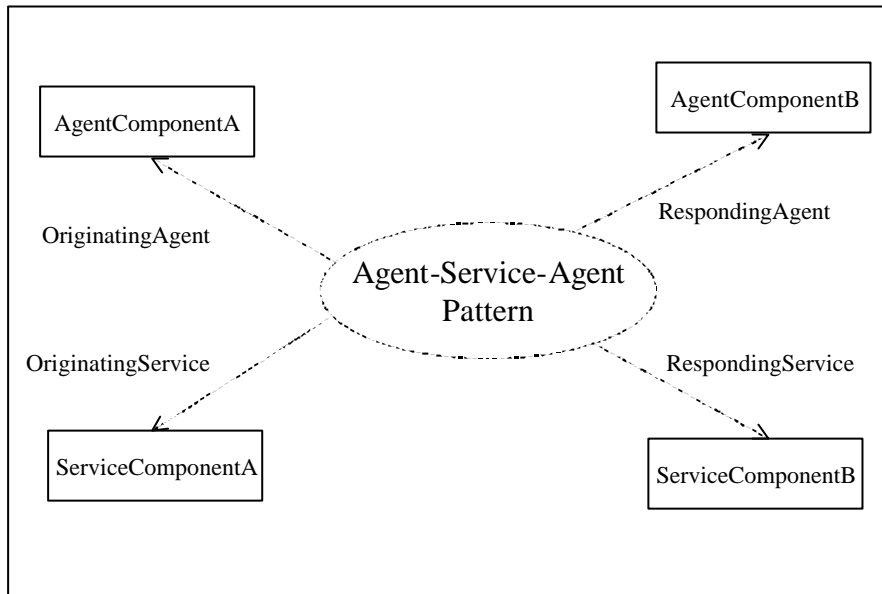 AgentComponentA
AgentComponentB
OriginatingAgent
RespondingAgent
Agent-Service-Agent
Pattern
OriginatingService
RespondingService
ServiceComponentA
ServiceComponentB